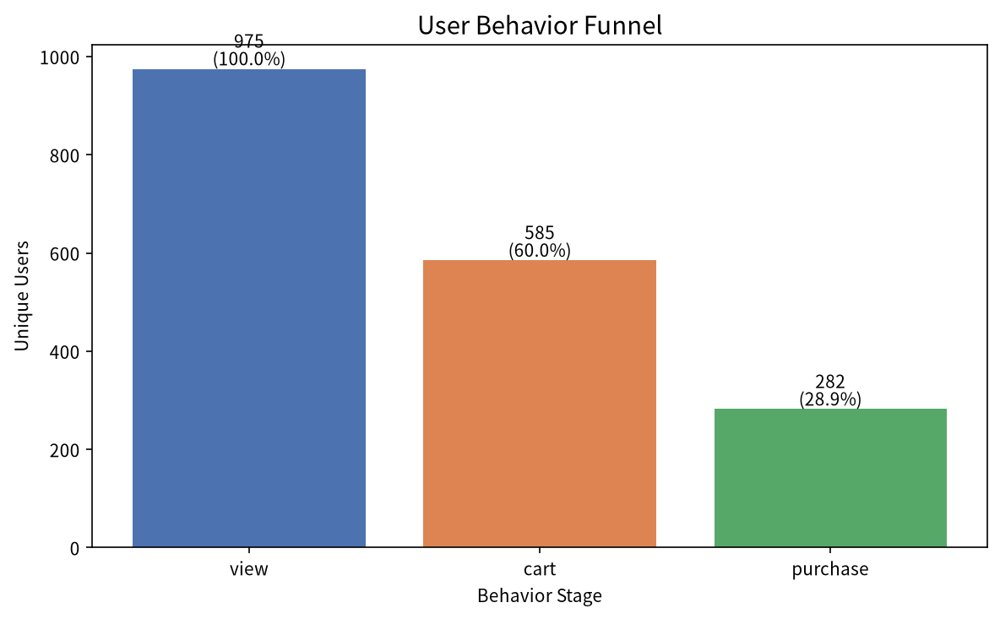 User Behavior Funnel
975
(100.0%)
585
(60.0%)
282
(28.9%)
1000
800
600
400
200
0
Unique Users
view
cart
purchase
Behavior Stage